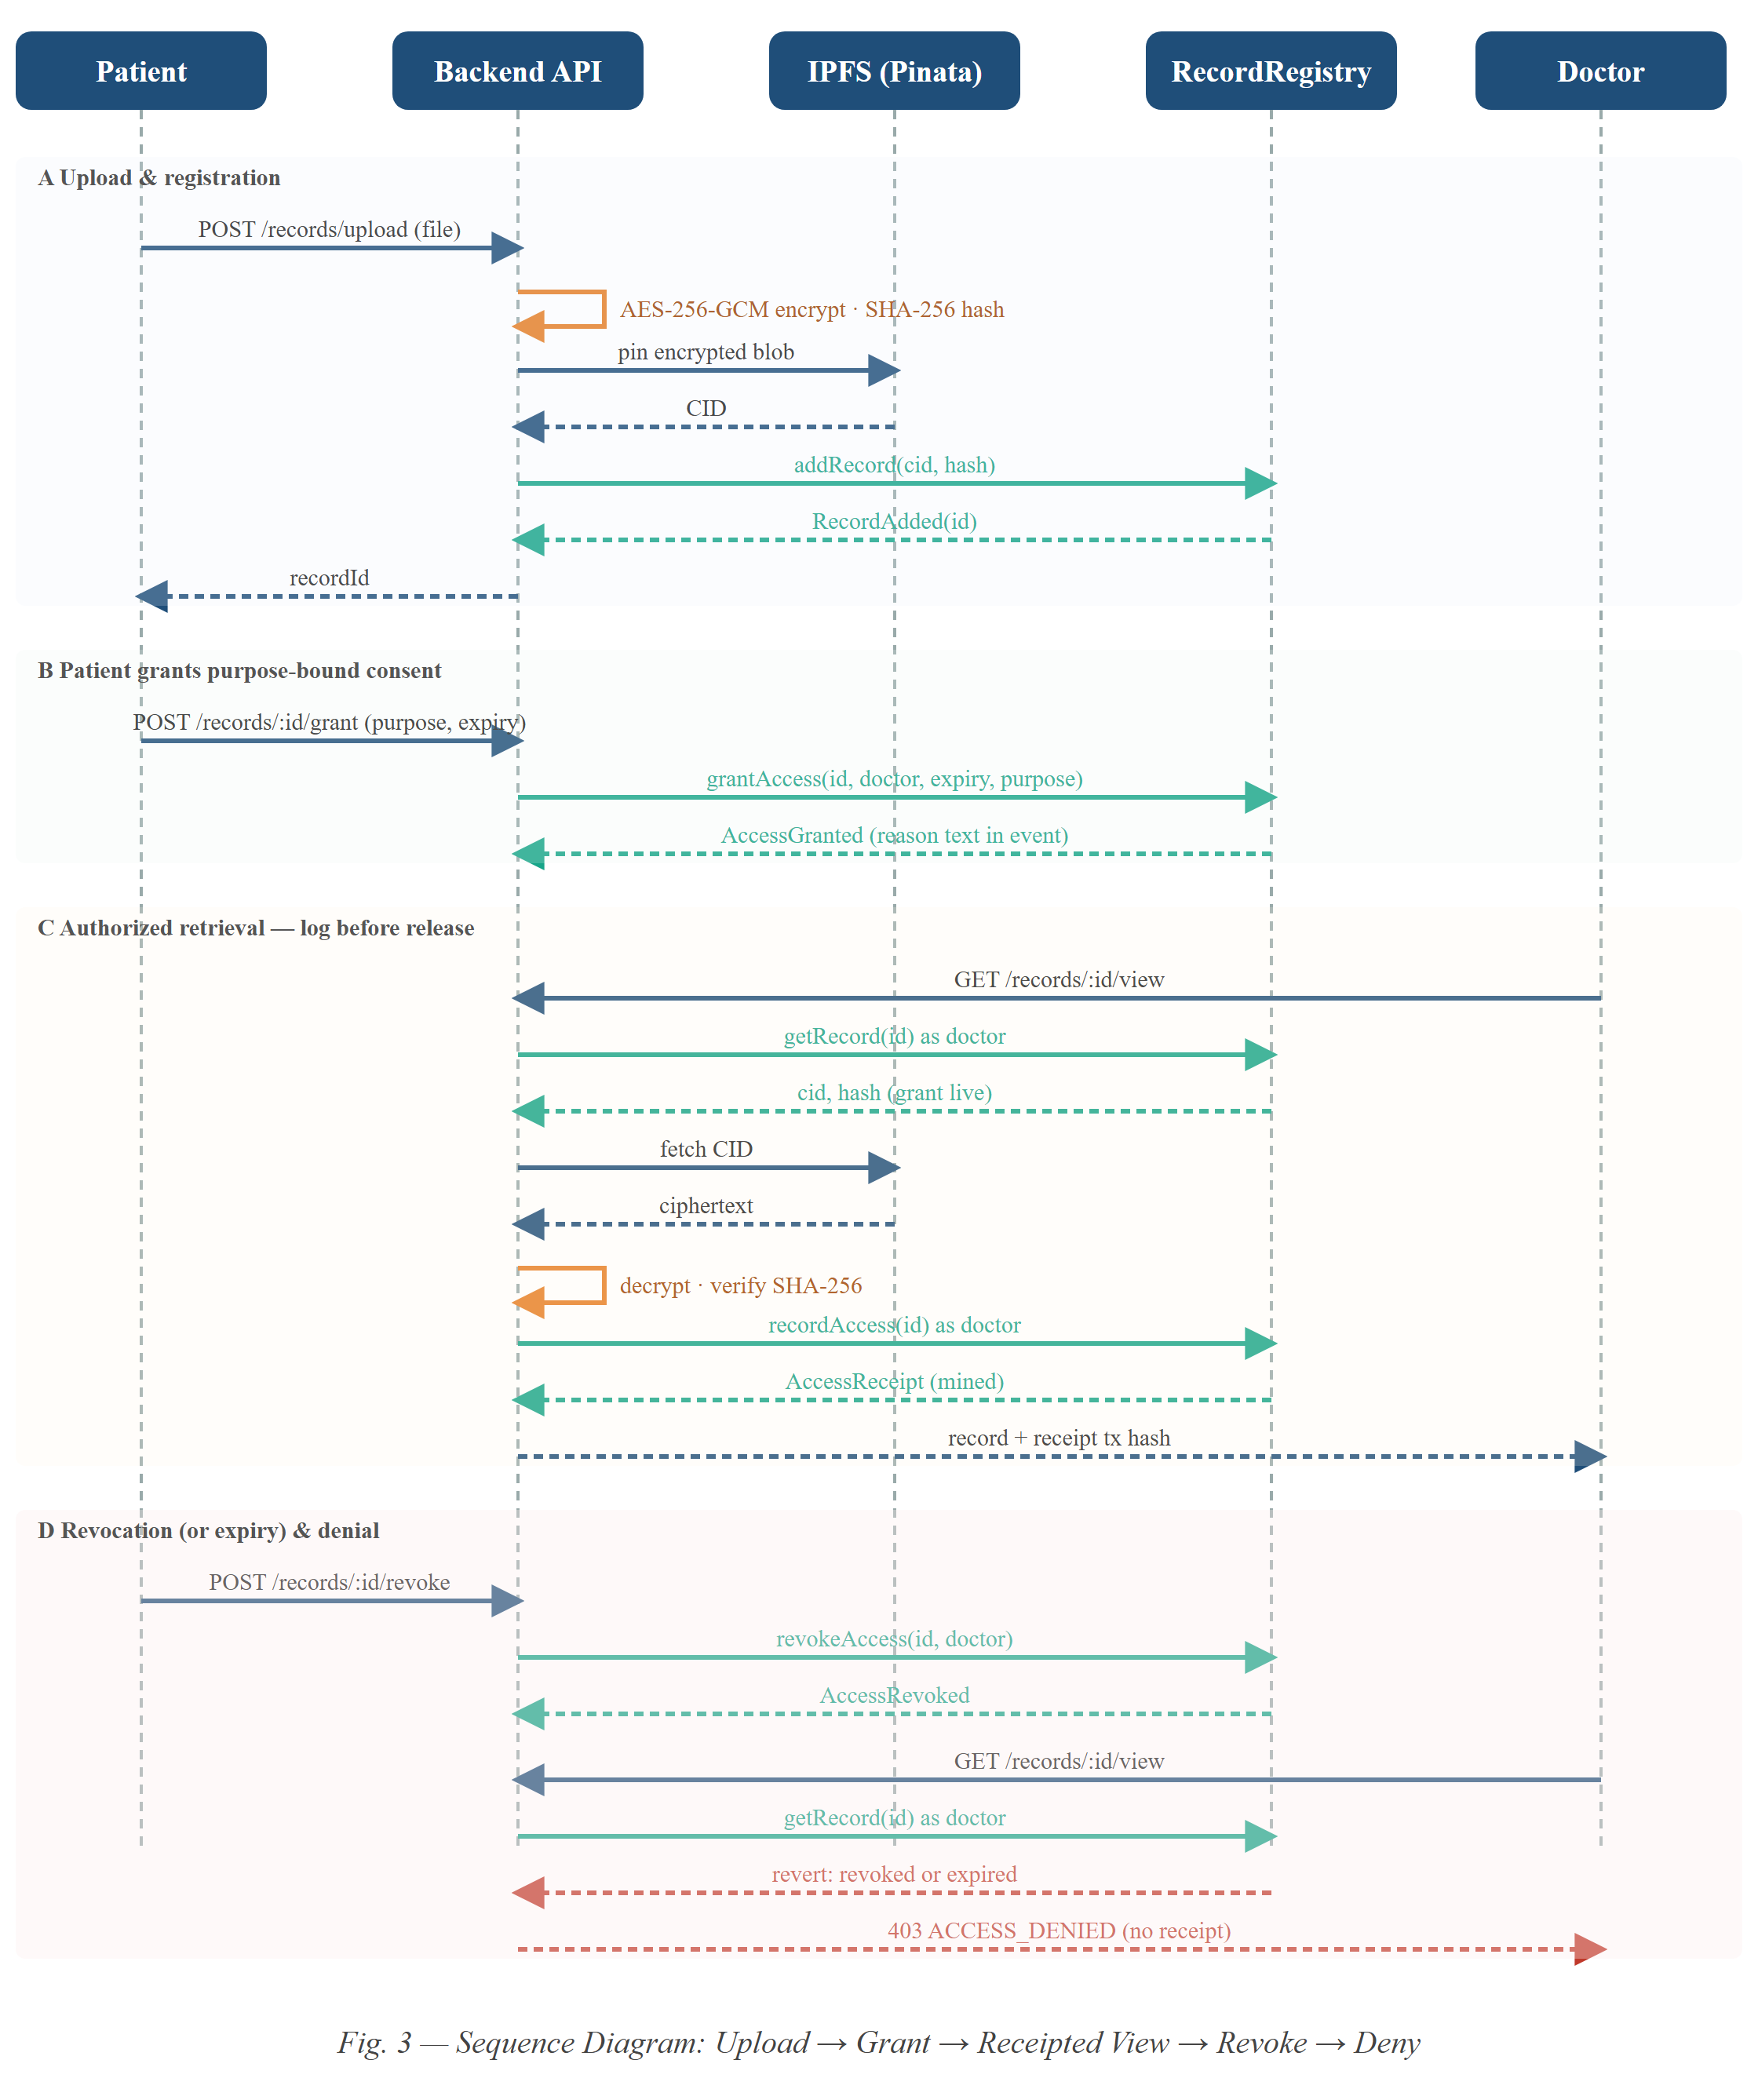 Patient
Backend API
IPFS (Pinata)
RecordRegistry
Doctor
A Upload & registration
POST /records/upload (file)
AES-256-GCM encrypt · SHA-256 hash
pin encrypted blob
CID
addRecord(cid, hash)
RecordAdded(id)
recordId
B Patient grants purpose-bound consent
POST /records/:id/grant (purpose, expiry)
grantAccess(id, doctor, expiry, purpose)
AccessGranted (reason text in event)
C Authorized retrieval — log before release
GET /records/:id/view
getRecord(id) as doctor
cid, hash (grant live)
fetch CID
ciphertext
decrypt · verify SHA-256
recordAccess(id) as doctor
AccessReceipt (mined)
record + receipt tx hash
D Revocation (or expiry) & denial
POST /records/:id/revoke
revokeAccess(id, doctor)
AccessRevoked
GET /records/:id/view
getRecord(id) as doctor
revert: revoked or expired
403 ACCESS_DENIED (no receipt)
Fig. 3 — Sequence Diagram: Upload → Grant → Receipted View → Revoke → Deny